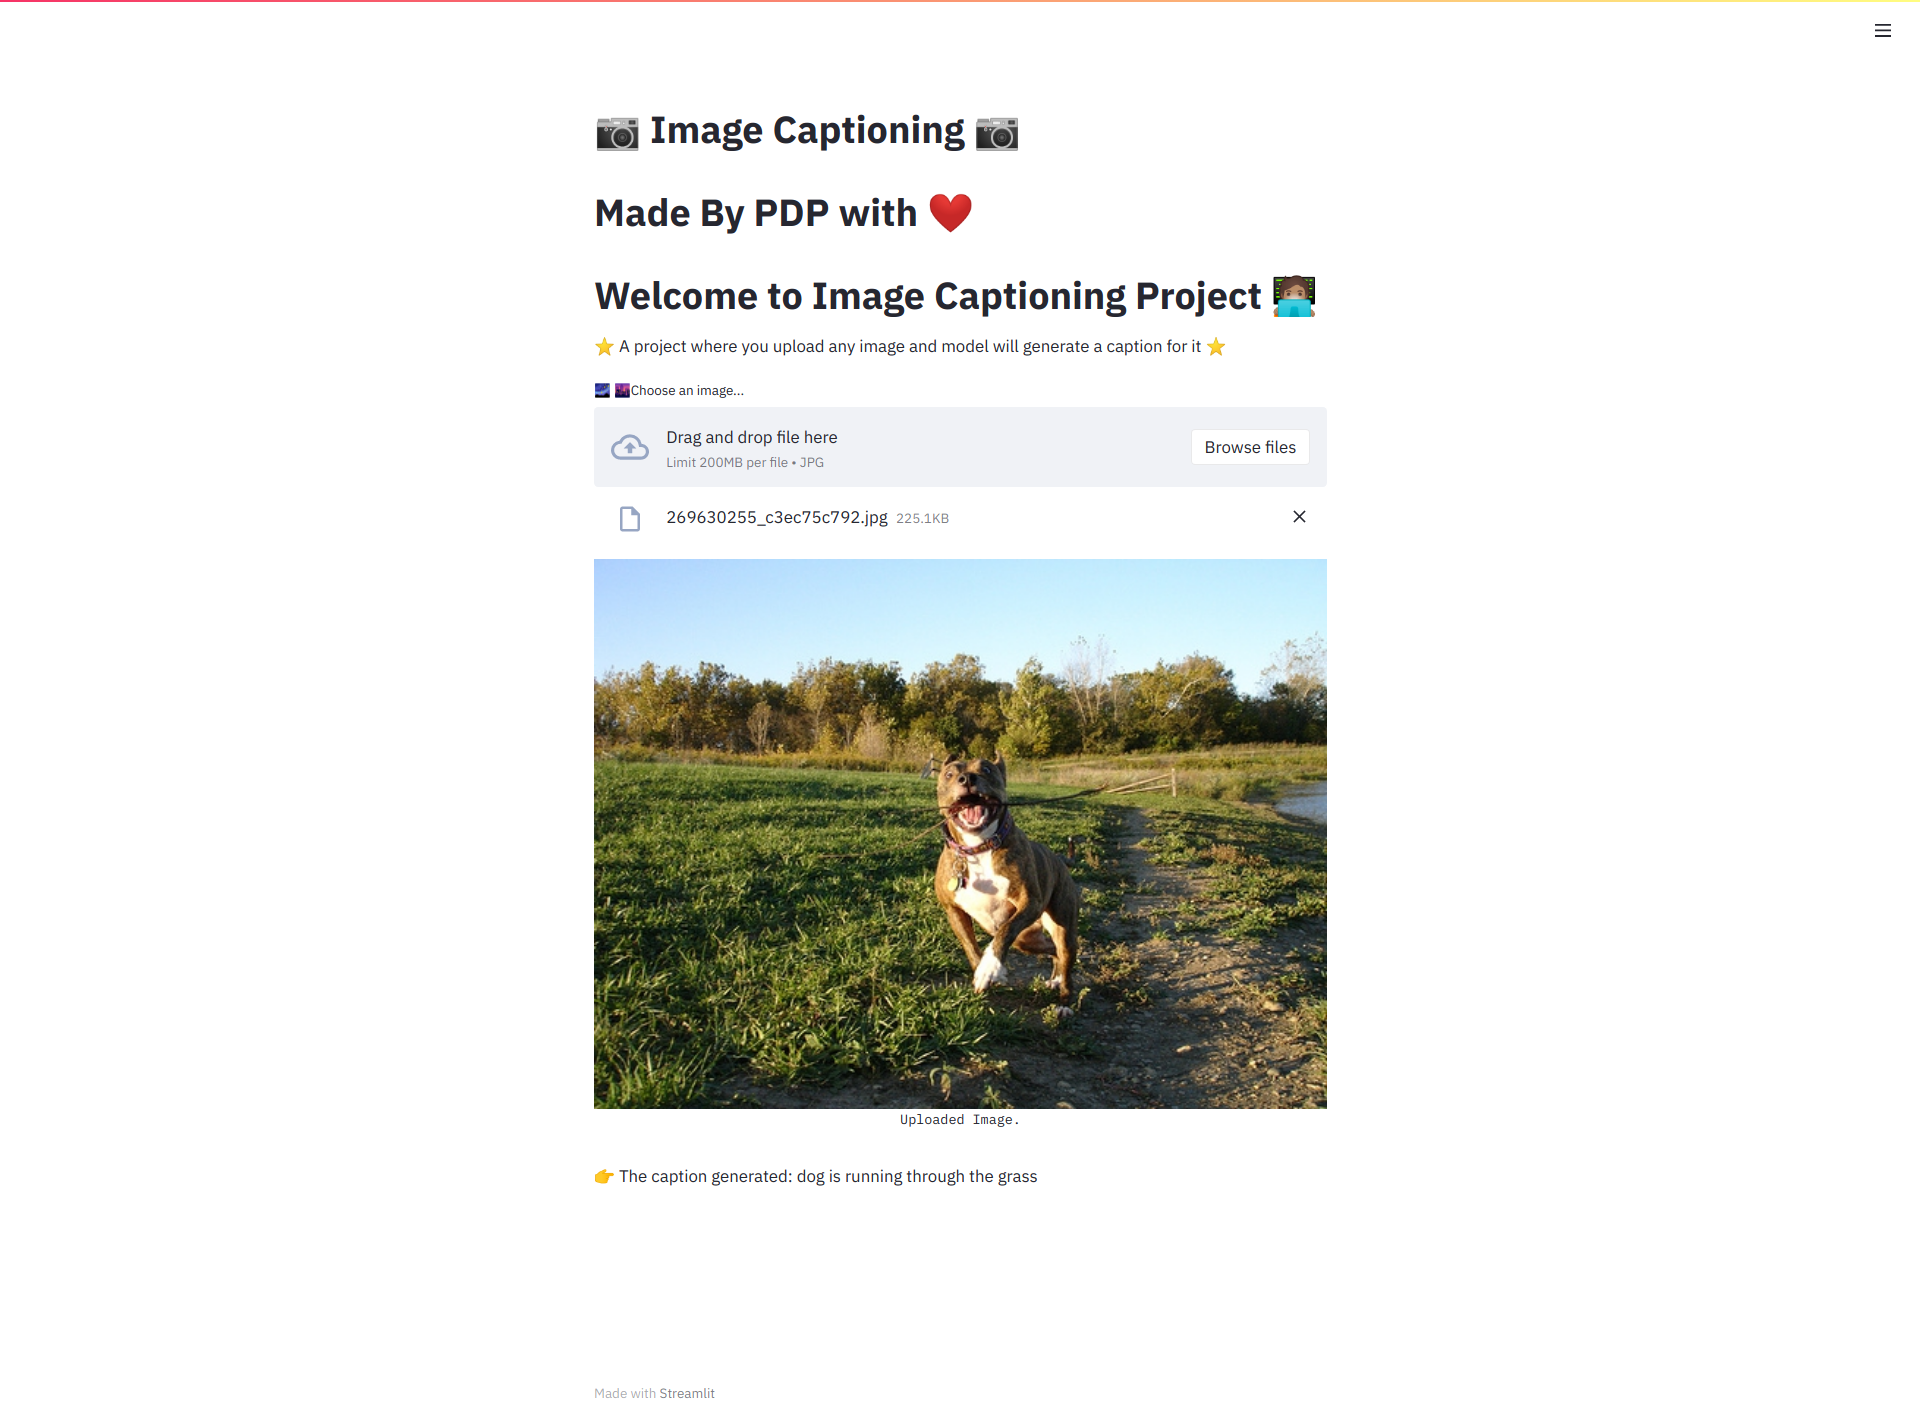 📷 Image Captioning 📷
Made By PDP with ❤️
Welcome to Image Captioning Project 👩🏽‍💻
⭐ A project where you upload any image and model will generate a caption for it ⭐
🌌 🌆Choose an image...
Drag and drop file here
Limit 200MB per file • JPG
Browse files
269630255_c3ec75c792.jpg 225.1KB
Uploaded Image.
👉 The caption generated: dog is running through the grass
Made with Streamlit